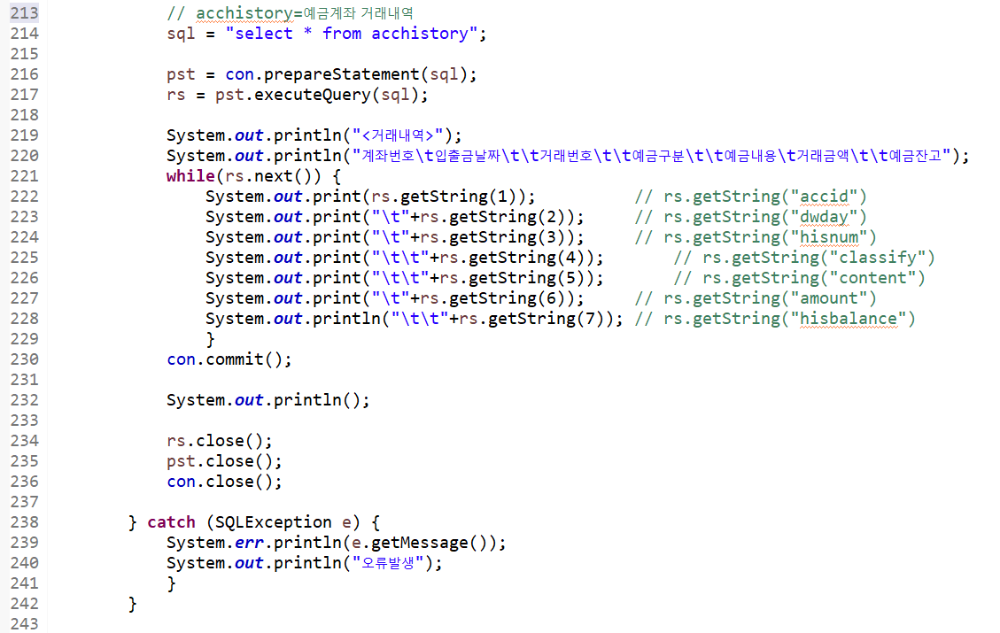 213 // acchistory=예금계좌 거래내역
214 sql = "select * from acchistory";
215
216 pst = con.prepareStatement(sql);
217 rs = pst.executeQuery(sql);
218
219 System.out.println("<거래내역>");
220 System.out.println("계좌번호\t입출금날짜\t\t거래번호\t\t예금구분\t\t예금내용\t거래금액\t\t예금잔고");
221 while(rs.next()) {
222 System.out.print(rs.getString(1)); // rs.getString("accid")
223 System.out.print("\t"+rs.getString(2)); // rs.getString("dwday")
224 System.out.print("\t"+rs.getString(3)); // rs.getString("hisnum")
225 System.out.print("\t\t"+rs.getString(4)); // rs.getString("classify")
226 System.out.print("\t\t"+rs.getString(5)); // rs.getString("content")
227 System.out.print("\t"+rs.getString(6)); // rs.getString("amount")
228 System.out.println("\t\t"+rs.getString(7)); // rs.getString("hisbalance")
229 }
230 con.commit();
231
232 System.out.println();
233
234 rs.close();
235 pst.close();
236 con.close();
237
238 } catch (SQLException e) {
239 System.err.println(e.getMessage());
240 System.out.println("오류발생");
241 }
242 }
243